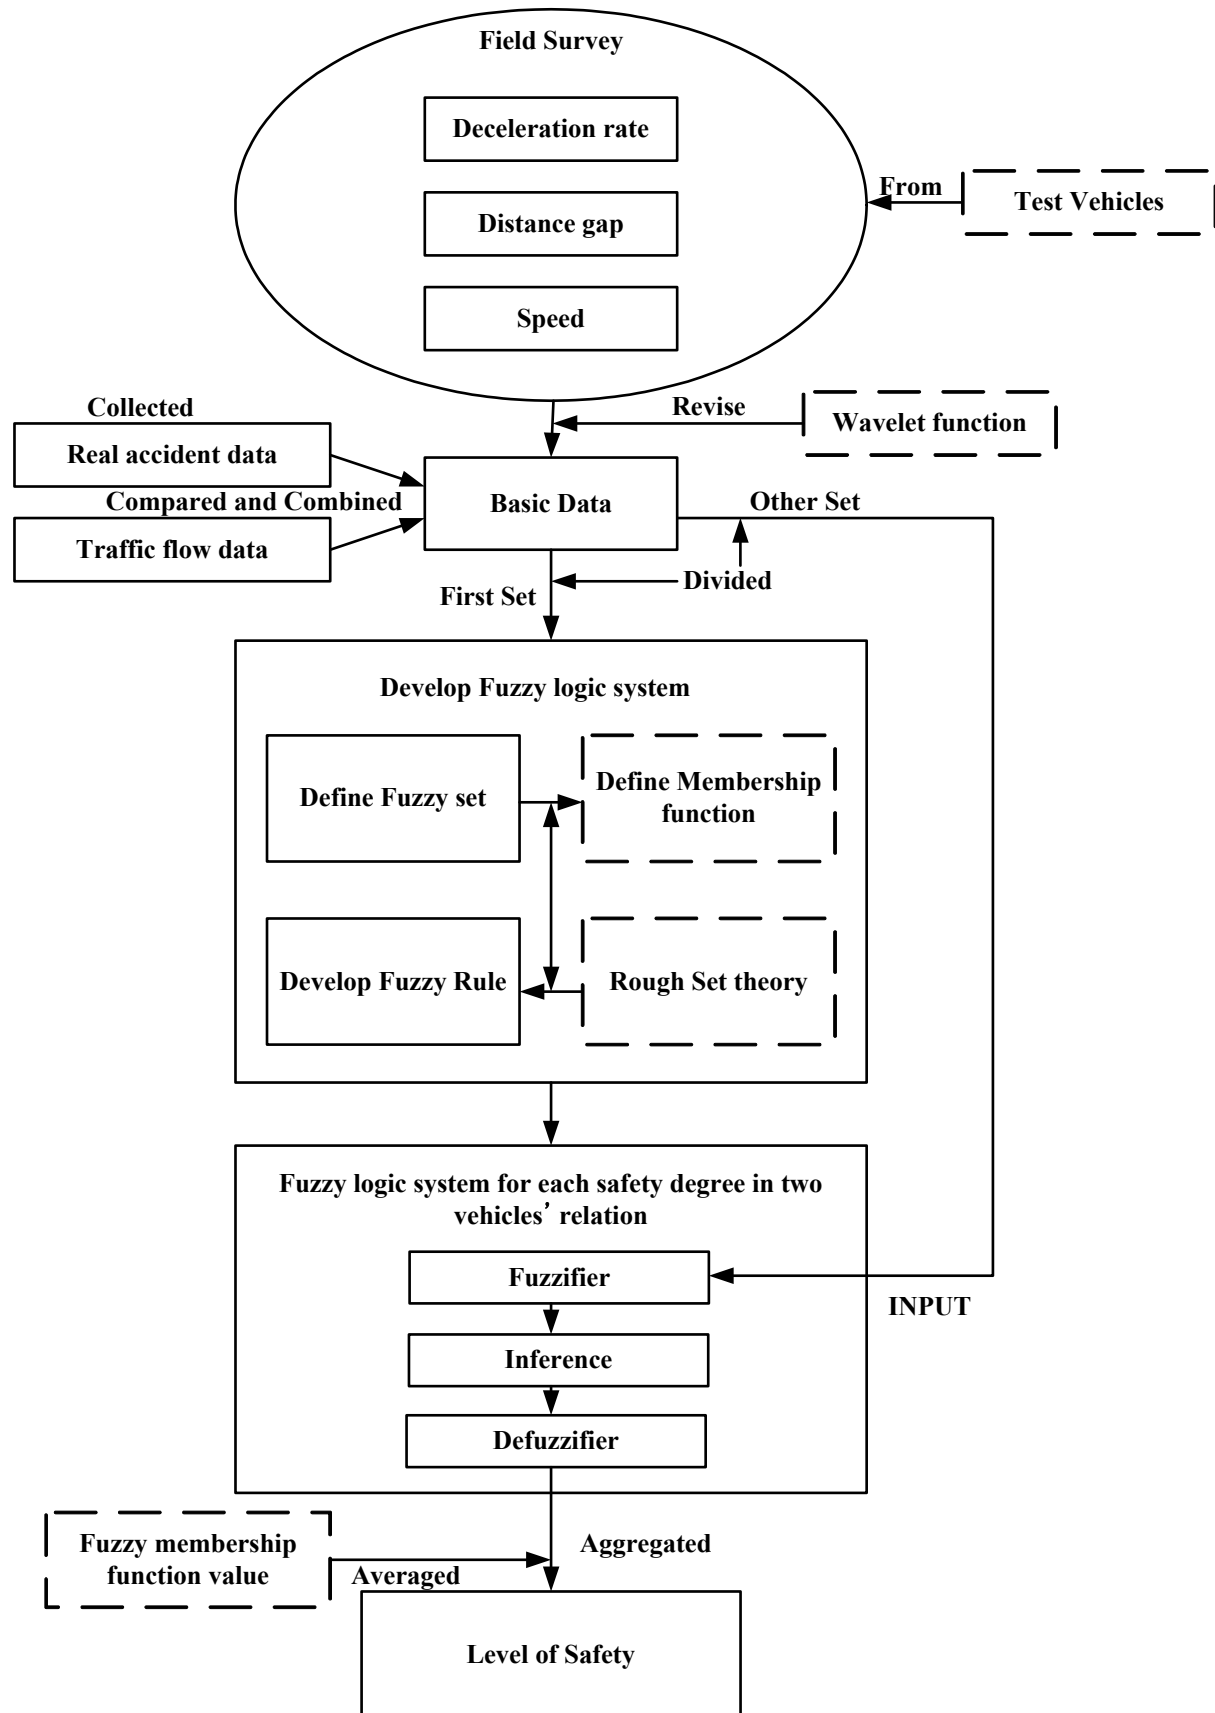 Field Survey
Deceleration rate
From
Test Vehicles
Distance gap
Speed
Collected
Revise
Wavelet function
Real accident data
Compared and Combined
Basic Data
Other Set
Traffic flow data
Divided
First Set
Develop Fuzzy logic system
Define Fuzzy set
Define Membership
function
Develop Fuzzy Rule
Rough Set theory
Fuzzy logic system for each safety degree in two
vehicles’ relation
Fuzzifier
INPUT
Inference
Defuzzifier
Fuzzy membership
function value
Aggregated
Averaged
Level of Safety